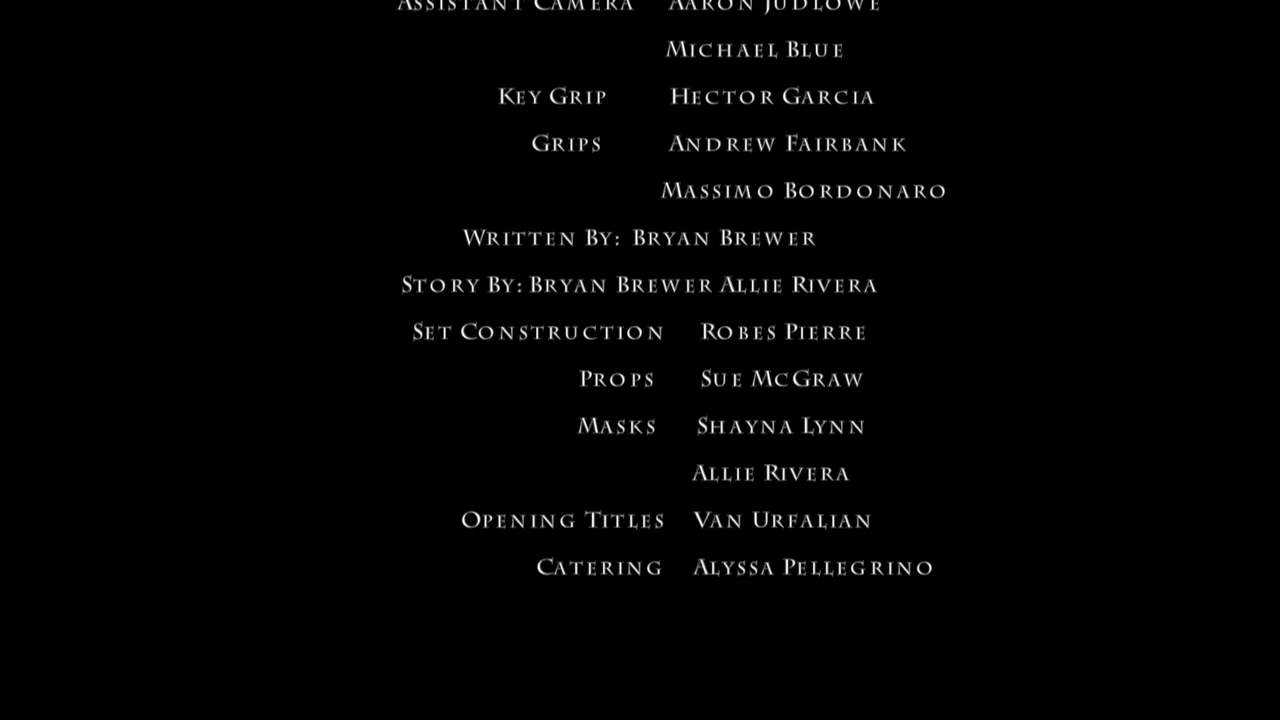 Assistant Camera Aaron Judlowe
Michael Blue
Key Grip Hector Garcia
Grips Andrew Fairbank
Massimo Bordonaro
Written By: Bryan Brewer
Story By: Bryan Brewer Allie Rivera
Set Construction Robes Pierre
Props Sue McGraw
Masks Shayna Lynn
Allie Rivera
Opening Titles Van Urfalian
Catering Alyssa Pellegrino